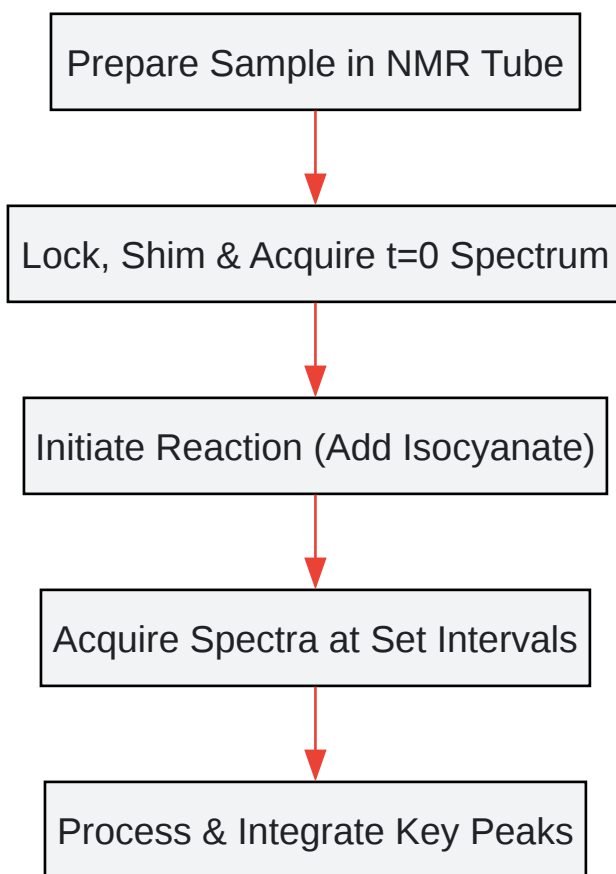 Prepare Sample in NMR Tube
Lock, Shim & Acquire t=0 Spectrum
Initiate Reaction (Add Isocyanate)
Acquire Spectra at Set Intervals
Process & Integrate Key Peaks